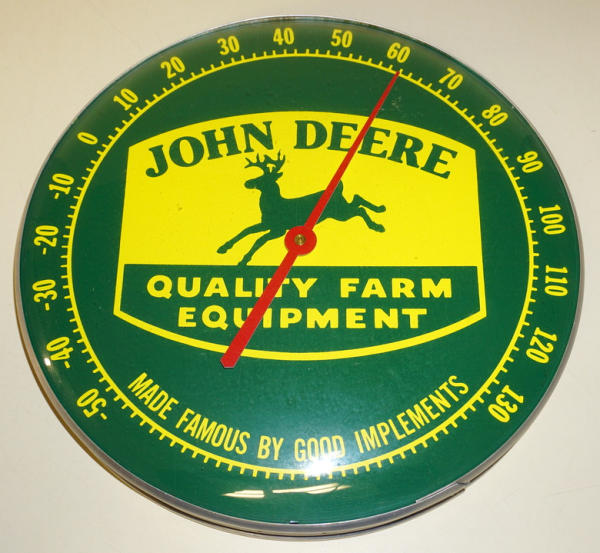 -50 -40 -30 -20 -10 0 10 20 30 40 50 60 70 80 90 100 110 120 130
JOHN DEERE
QUALITY FARM
EQUIPMENT
MADE FAMOUS BY GOOD IMPLEMENTS